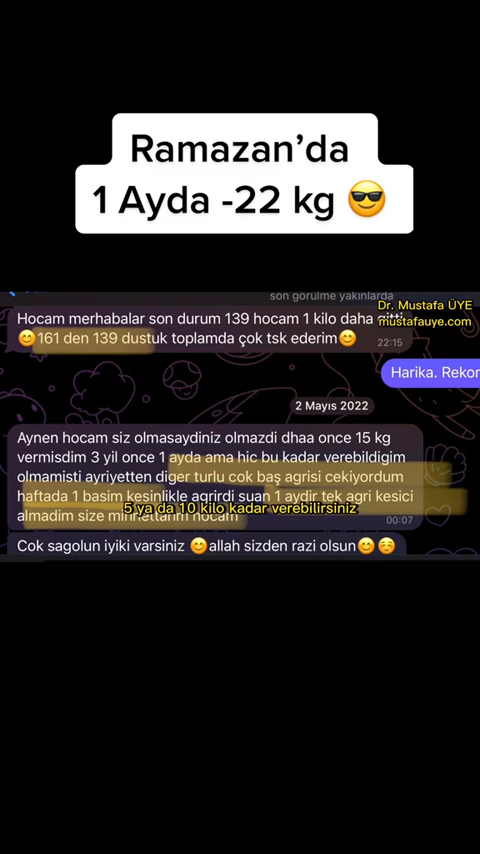 Ramazan’da
1 Ayda -22 kg 😎
son görülme yakınlarda
Dr. Mustafa ÜYE
mustafauye.com
Hocam merhabalar son durum 139 hocam 1 kilo daha gitti
😊161 den 139 dustuk toplamda çok tsk ederim😊
22:15
Harika. Rekor
2 Mayıs 2022
Aynen hocam siz olmasaydiniz olmazdi dhaa once 15 kg
vermisdim 3 yil once 1 ayda ama hic bu kadar verebildigim
olmamisti ayriyetten diger turlu cok baş agrisi cekiyordum
haftada 1 basim kesinlikle agrirdi suan 1 aydir tek agri kesici
almadim size minnettarim hocam
5 ya da 10 kilo kadar verebilirsiniz
00:07
Cok sagolun iyiki varsiniz 😊allah sizden razi olsun😊☺️